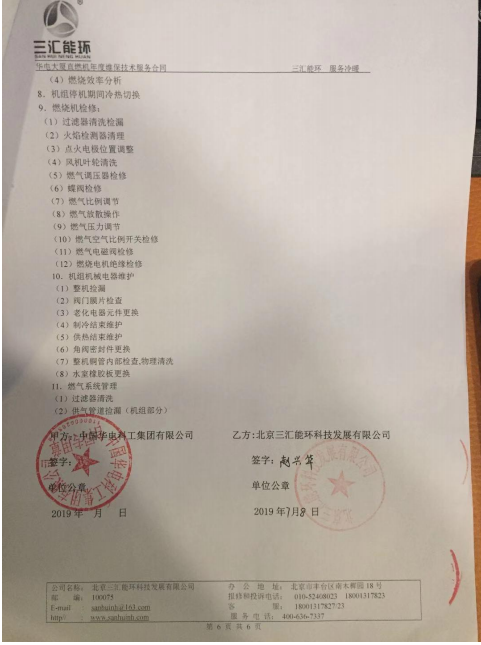 三汇能环
SANHUINENGHUAN
华电大厦直燃机年度维保技术服务合同 三汇能环 服务冷暖
（4）燃烧效率分析
8．机组停机期间冷热切换
9．燃烧机检修：
（1）过滤器清洗检漏
（2）火焰检测器清理
（3）点火电极位置调整
（4）风机叶轮清洗
（5）燃气调压器检修
（6）蝶阀检修
（7）燃气比例调节
（8）燃气放散操作
（9）燃气压力调节
（10）燃气空气比例开关检修
（11）燃气电磁阀检修
（12）燃烧电机绝缘检修
10．机组机械电器维护
（1）整机检漏
（2）阀门膜片检查
（3）老化电器元件更换
（4）制冷结束维护
（5）供热结束维护
（6）角阀密封件更换
（7）整机铜管内部检查,物理清洗
（8）水室橡胶板更换
11．燃气系统管理
（1）过滤器清洗
（2）供气管道检漏（机组部分）
甲方：中国华电科工集团有限公司 乙方:北京三汇能环科技发展有限公司
签字： 签字：赵兴华
单位公章 单位公章
2019 年 月 日 2019 年7月8日
公司名称： 北京三汇能环科技发展有限公司 办公地址： 北京市丰台区南木樨园18号
邮 编： 100075 报修和投诉电话： 010-52408023 18001317823
E-mail sanhuinh@163.com 客 服： 18001317827/23
http\: www.sanhuinh.com 服务电话： 400-636-7337
第 6 页 共 6 页